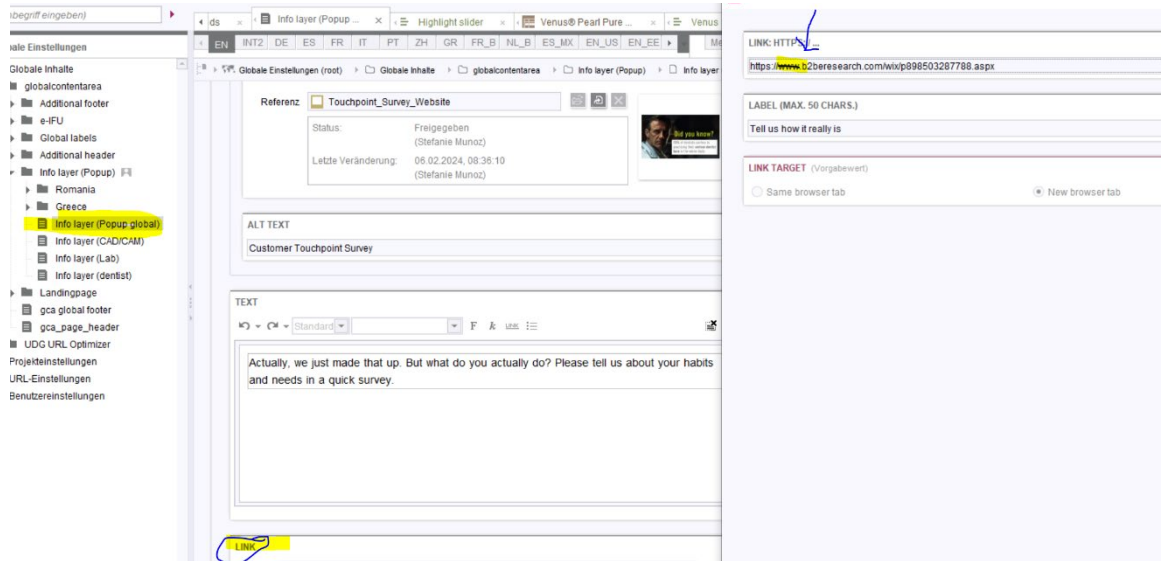 nbegriff eingeben)
ds
Info layer (Popup ...
Highlight slider
Venus® Pearl Pure ...
Venus
EN INT2 DE ES FR IT PT ZH GR FR_B NL_B ES_MX EN_US EN_EE
Globale Einstellungen (root) Globale Inhalte globalcontentarea Info layer (Popup) Info layer
Einstellungen
Globale Inhalte
globalcontentarea
Additional footer
e-IFU
Global labels
Additional header
Info layer (Popup)
Romania
Greece
Info layer (Popup global)
Info layer (CAD/CAM)
Info layer (Lab)
Info layer (dentist)
Landingpage
gca global footer
gca_page_header
UDG URL Optimizer
Projekteinstellungen
URL-Einstellungen
Benutzereinstellungen
Referenz Touchpoint_Survey_Website
Status: Freigegeben
(Stefanie Munoz)
Letzte Veränderung: 06.02.2024, 08:36:10
(Stefanie Munoz)
Did you know?
ALT TEXT
Customer Touchpoint Survey
TEXT
Standard
F k LINK
Actually, we just made that up. But what do you actually do? Please tell us about your habits
and needs in a quick survey.
LINK
LINK: HTTPS:// ...
https://www.b2beresearch.com/wix/p898503287788.aspx
LABEL (MAX. 50 CHARS.)
Tell us how it really is
LINK TARGET (Vorgabewert)
Same browser tab
New browser tab